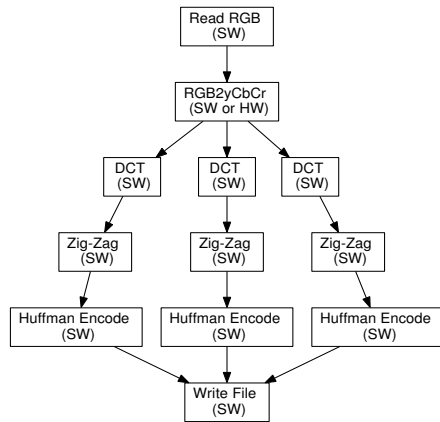 Read RGB
(SW)
RGB2yCbCr
(SW or HW)
DCT
(SW)
DCT
(SW)
DCT
(SW)
Zig-Zag
(SW)
Zig-Zag
(SW)
Zig-Zag
(SW)
Huffman Encode
(SW)
Huffman Encode
(SW)
Huffman Encode
(SW)
Write File
(SW)